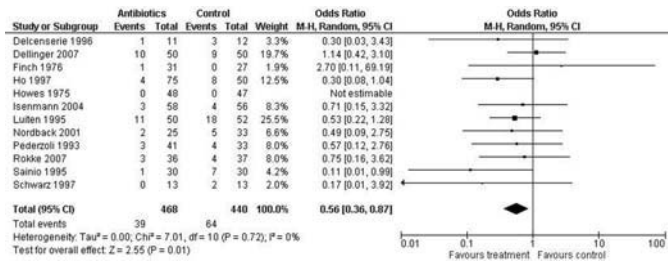 Antibiotics Control Odds Ratio Odds Ratio
Study or Subgroup Events Total Events Total Weight M-H, Random, 95% CI M-H, Random, 95% CI
Delcenserie 1996 1 11 3 12 3.3% 0.30 [0.03, 3.43]
Dellinger 2007 10 50 9 50 19.7% 1.14 [0.42, 3.10]
Finch 1976 1 31 0 27 1.9% 2.70 [0.11, 69.19]
Ho 1997 4 75 8 50 12.5% 0.30 [0.08, 1.04]
Howes 1975 0 48 0 47 Not estimable
Isenmann 2004 3 58 4 56 8.4% 0.71 [0.15, 3.32]
Luiten 1995 11 50 18 52 25.5% 0.53 [0.22, 1.28]
Nordback 2001 2 25 5 33 6.7% 0.49 [0.09, 2.75]
Pederzoli 1993 3 41 4 33 8.1% 0.57 [0.12, 2.76]
Rokke 2007 3 36 4 37 8.1% 0.75 [0.16, 3.62]
Sainio 1995 1 30 7 30 4.2% 0.11 [0.01, 0.99]
Schwarz 1997 0 13 2 13 2.0% 0.17 [0.01, 3.92]
Total (95% CI) 468 440 100.0% 0.56 [0.36, 0.87]
Total events 39 64
Heterogeneity: Tau² = 0.00; Chi² = 7.01, df = 10 (P = 0.72); I² = 0%
Test for overall effect: Z = 2.55 (P = 0.01)
0.01 0.1 1 10 100
Favours treatment Favours control